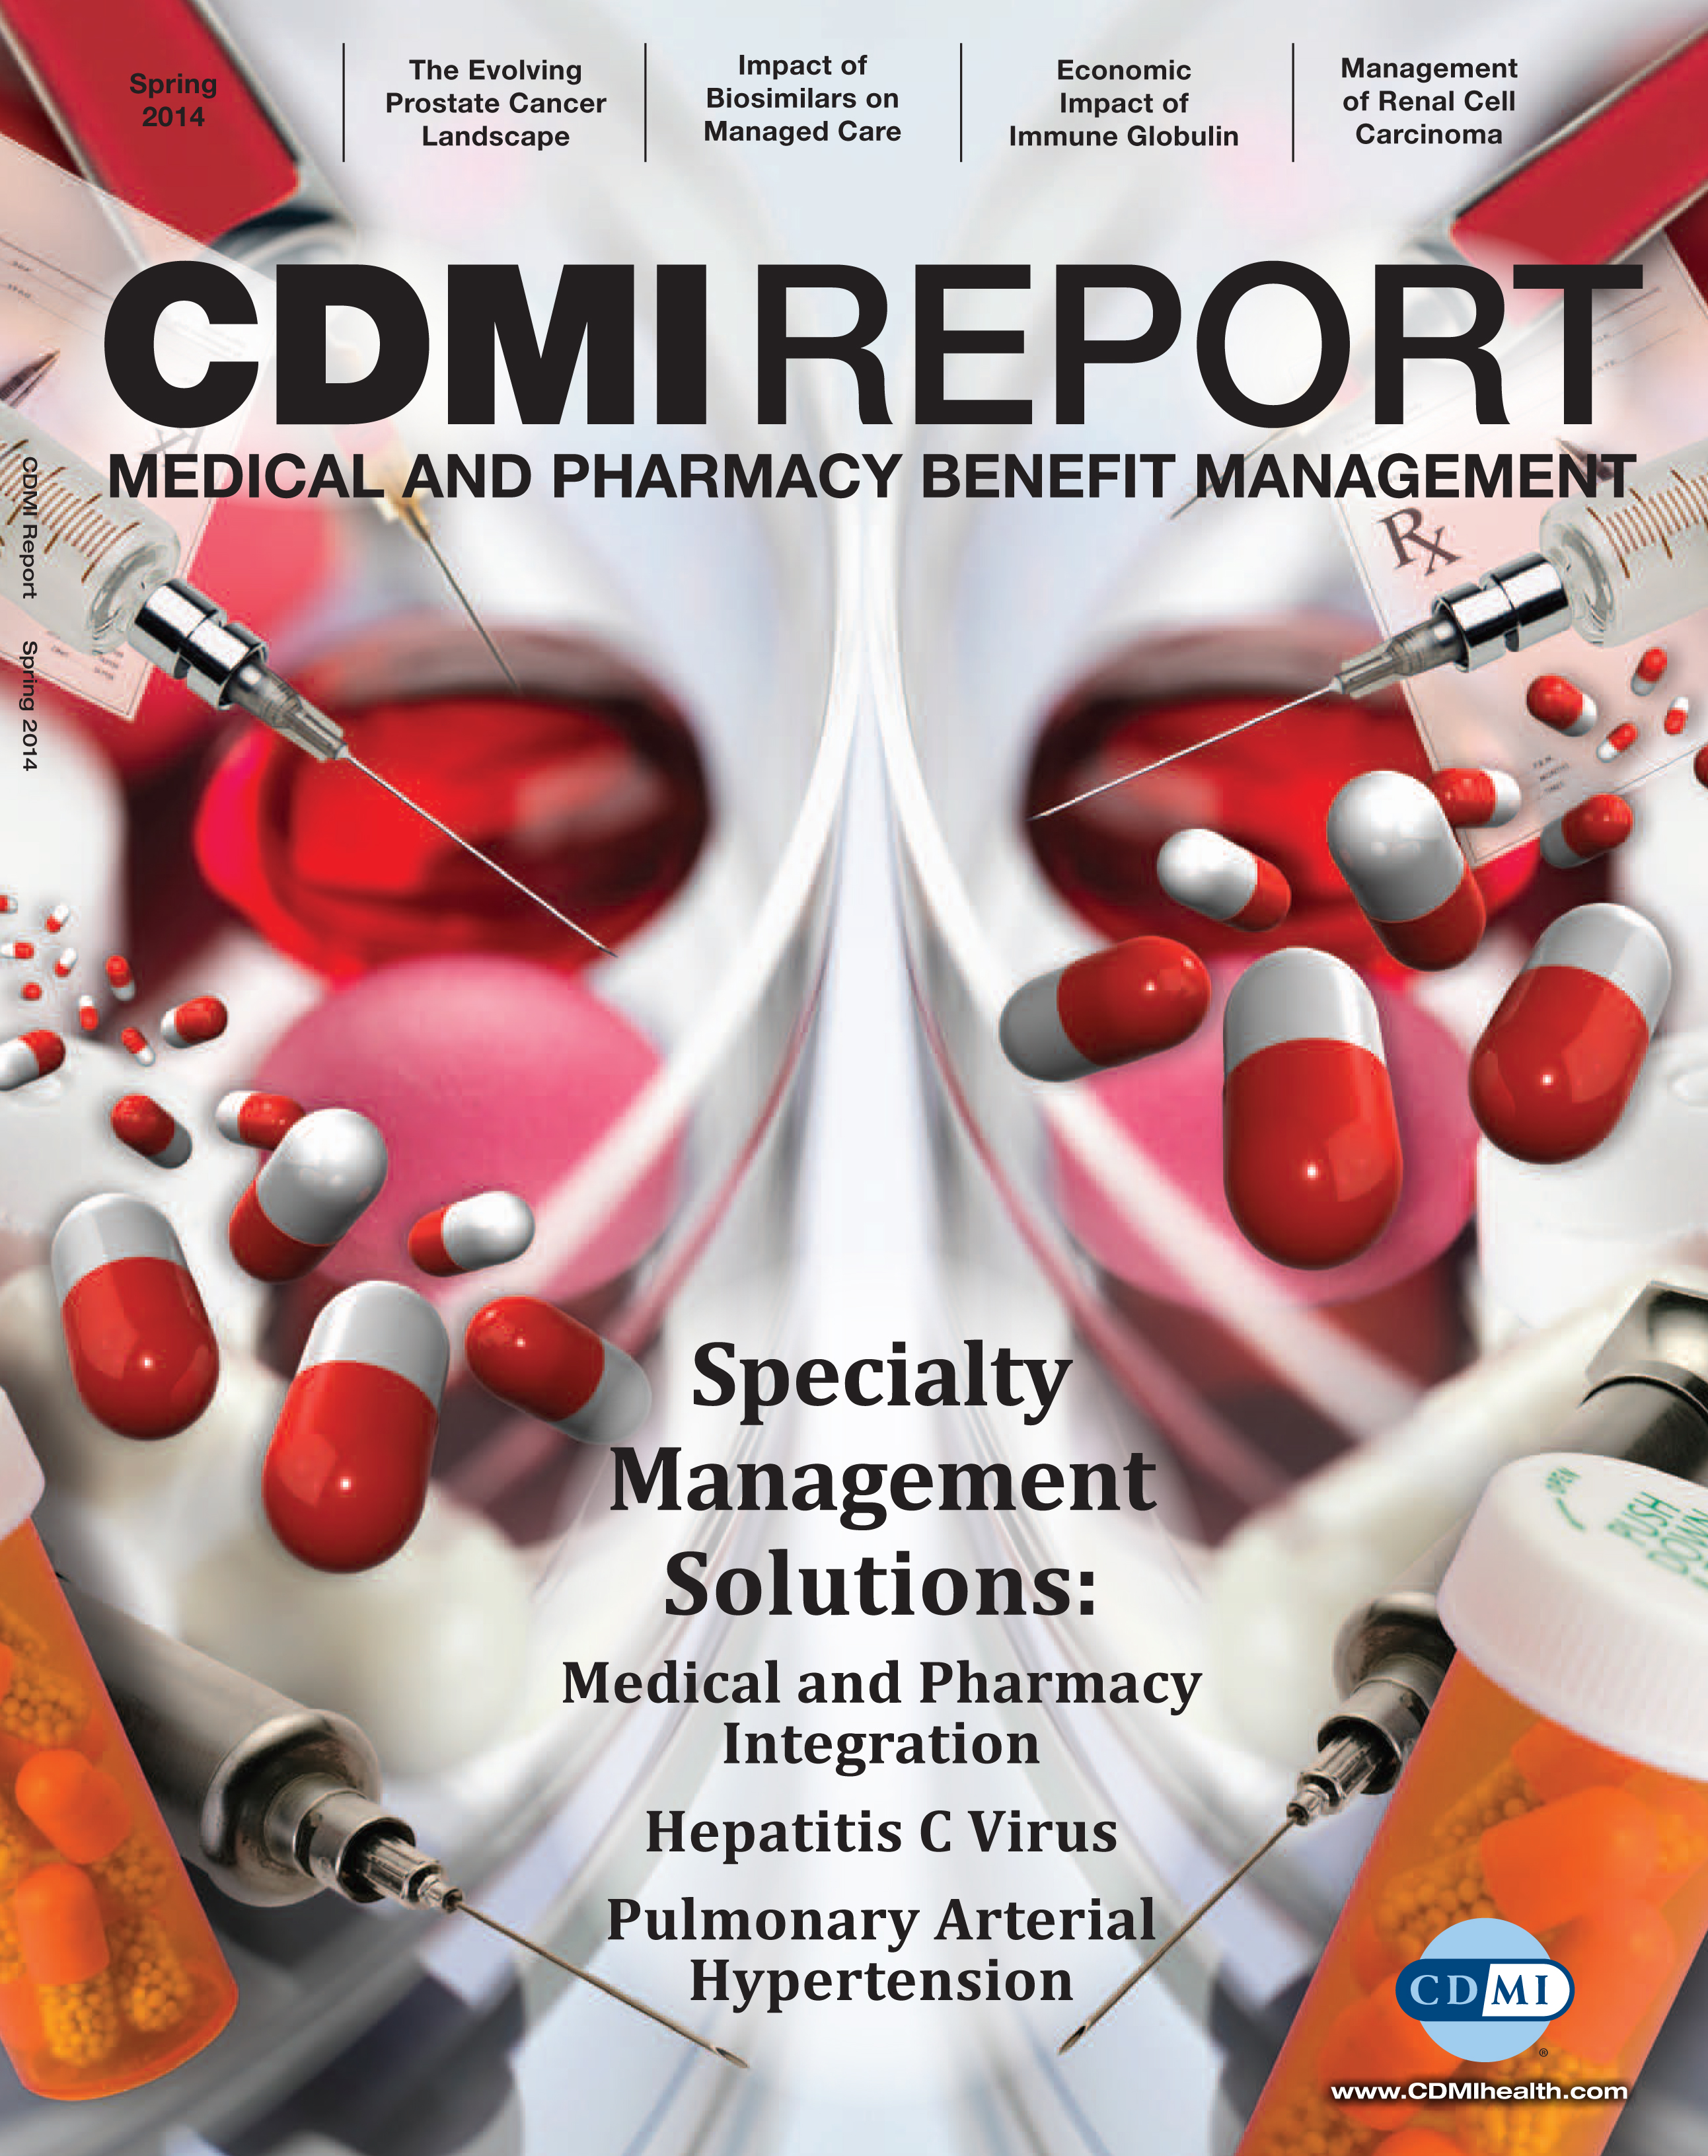 Spring
2014
The Evolving
Prostate Cancer
Landscape
Impact of
Biosimilars on
Managed Care
Economic
Impact of
Immune Globulin
Management
of Renal Cell
Carcinoma
CDMI REPORT
MEDICAL AND PHARMACY BENEFIT MANAGEMENT
CDMI Report Spring 2014
Rx
Specialty
Management
Solutions:
Medical and Pharmacy
Integration
Hepatitis C Virus
Pulmonary Arterial
Hypertension
OPEN
PUSH
DOWN
CDMI
®
www.CDMIhealth.com